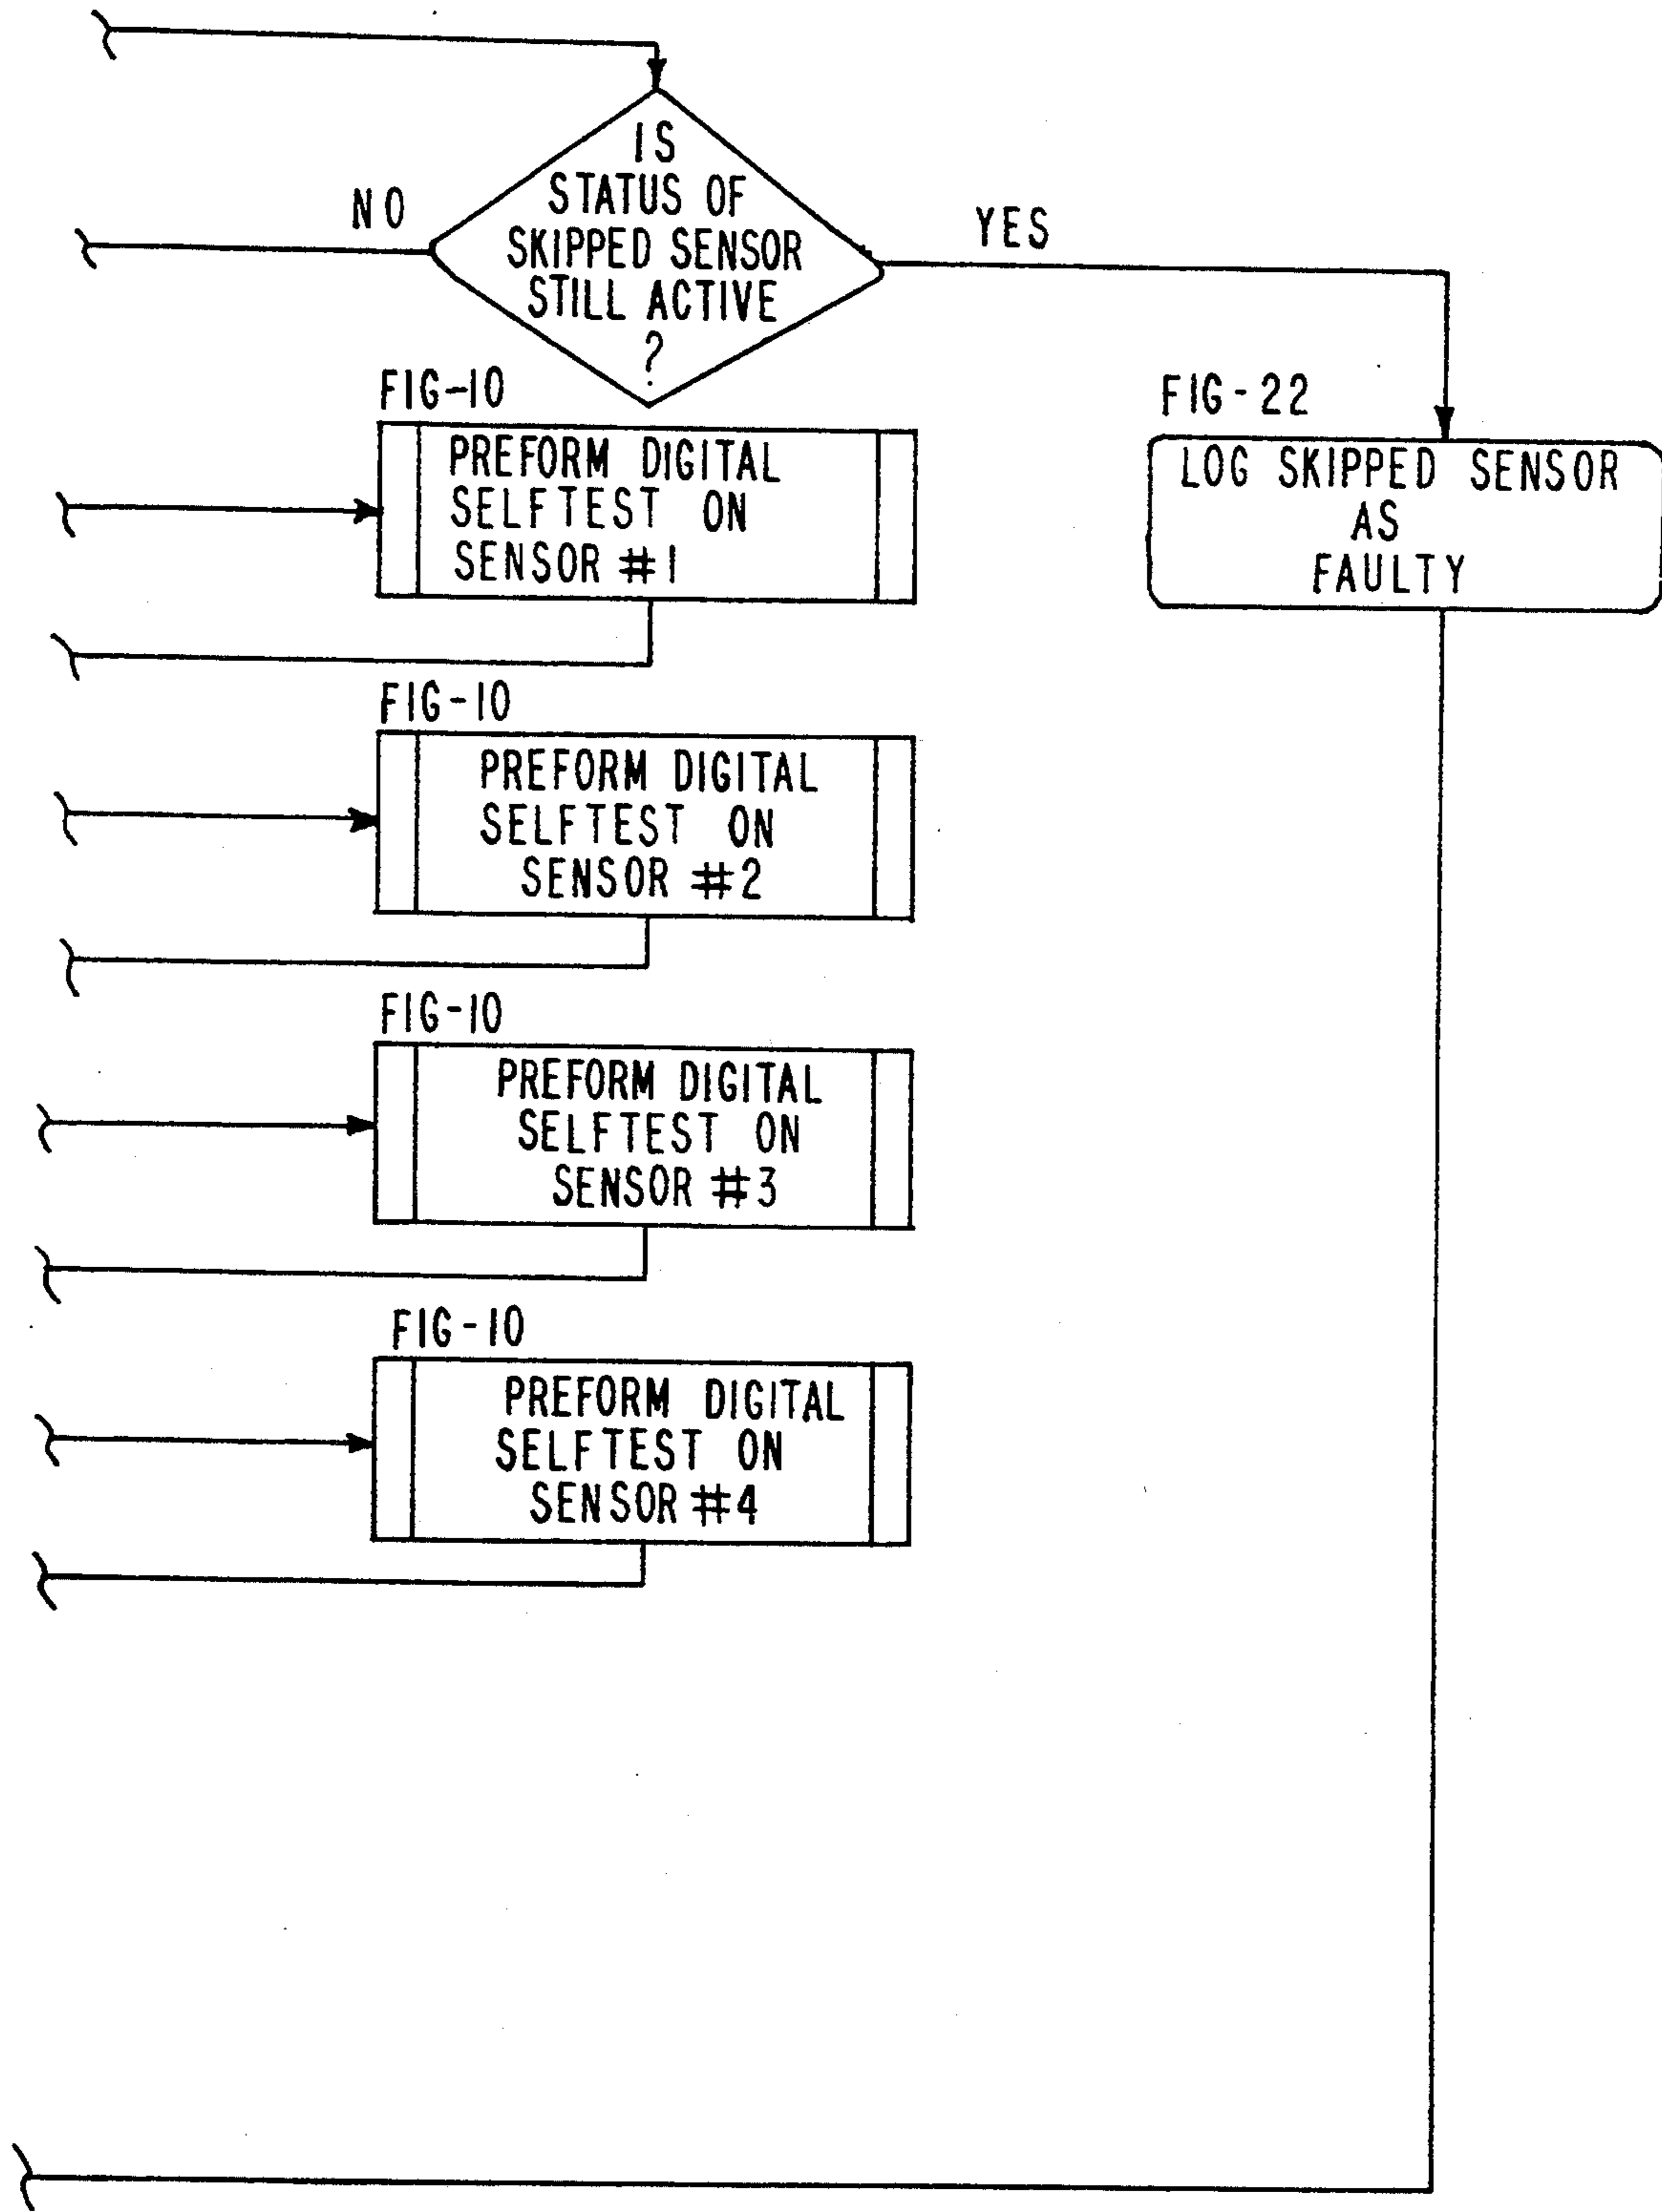 IS
STATUS OF
SKIPPED SENSOR
STILL ACTIVE
?
NO
YES
FIG-10
PREFORM DIGITAL
SELFTEST ON
SENSOR #1
FIG-22
LOG SKIPPED SENSOR
AS
FAULTY
FIG-10
PREFORM DIGITAL
SELFTEST ON
SENSOR #2
FIG-10
PREFORM DIGITAL
SELFTEST ON
SENSOR #3
FIG-10
PREFORM DIGITAL
SELFTEST ON
SENSOR #4